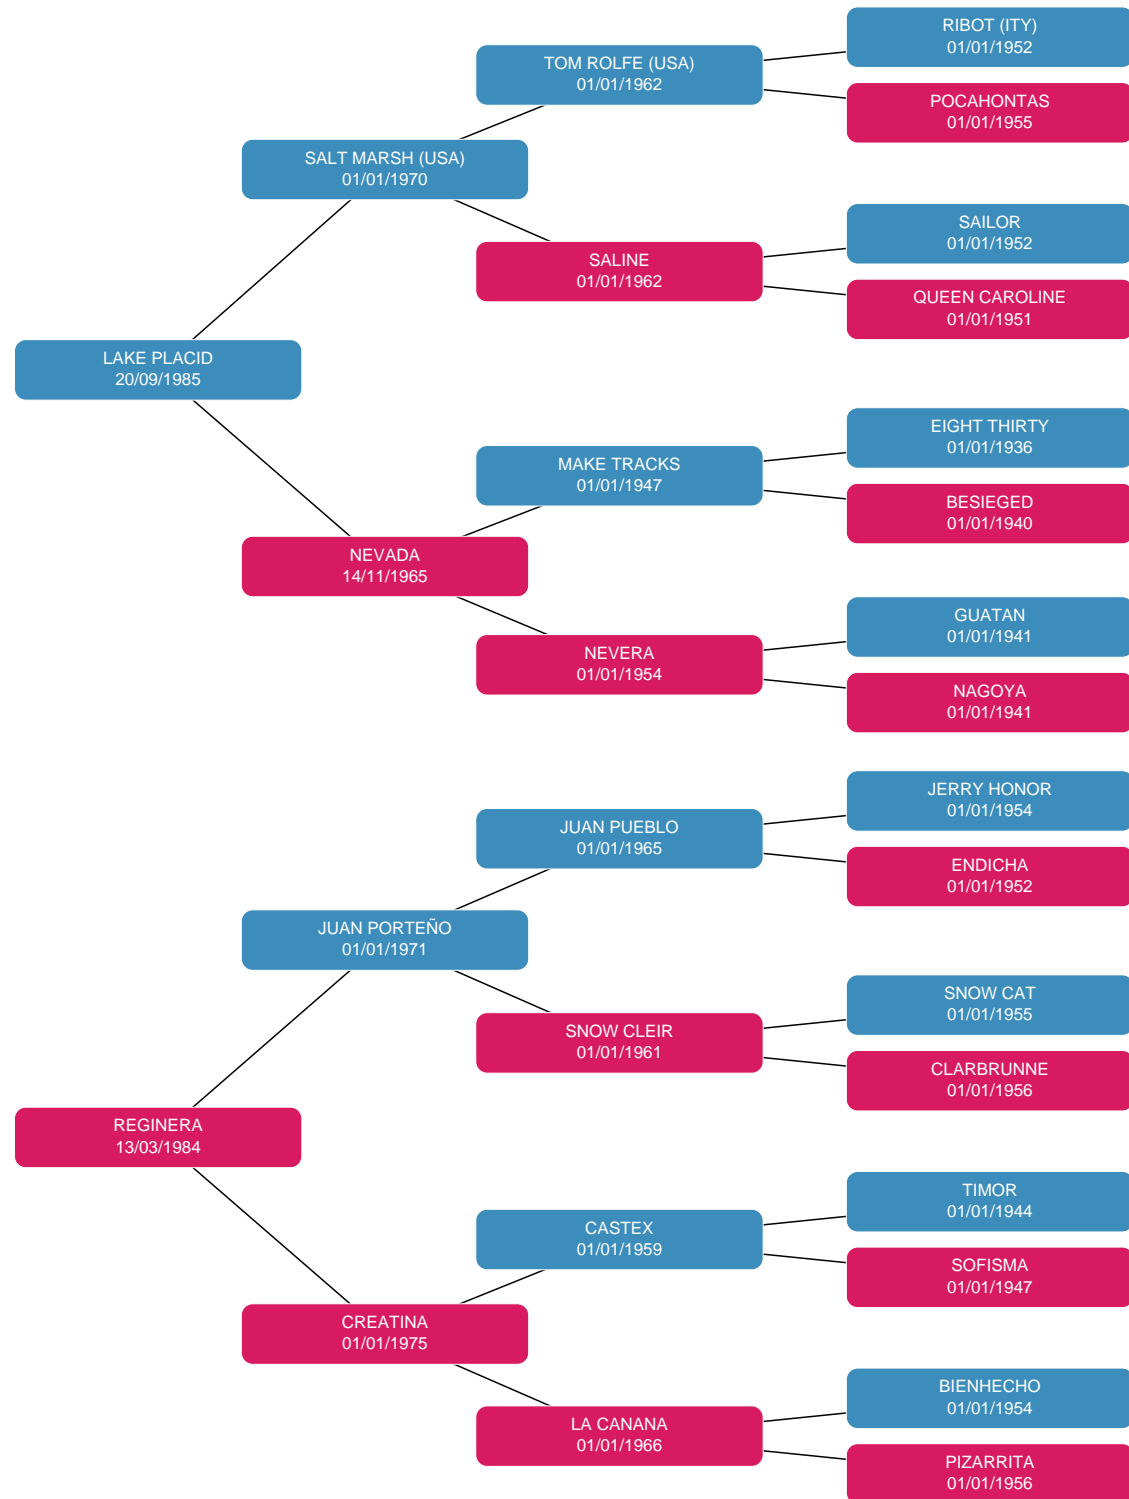 RIBOT (ITY)
01/01/1952
TOM ROLFE (USA)
01/01/1962
POCAHONTAS
01/01/1955
SALT MARSH (USA)
01/01/1970
SAILOR
01/01/1952
SALINE
01/01/1962
QUEEN CAROLINE
01/01/1951
LAKE PLACID
20/09/1985
EIGHT THIRTY
01/01/1936
MAKE TRACKS
01/01/1947
BESIEGED
01/01/1940
NEVADA
14/11/1965
GUATAN
01/01/1941
NEVERA
01/01/1954
NAGOYA
01/01/1941
JERRY HONOR
01/01/1954
JUAN PUEBLO
01/01/1965
ENDICHA
01/01/1952
JUAN PORTEÑO
01/01/1971
SNOW CAT
01/01/1955
SNOW CLEIR
01/01/1961
CLARBRUNNE
01/01/1956
REGINERA
13/03/1984
TIMOR
01/01/1944
CASTEX
01/01/1959
SOFISMA
01/01/1947
CREATINA
01/01/1975
BIENHECHO
01/01/1954
LA CANANA
01/01/1966
PIZARRITA
01/01/1956